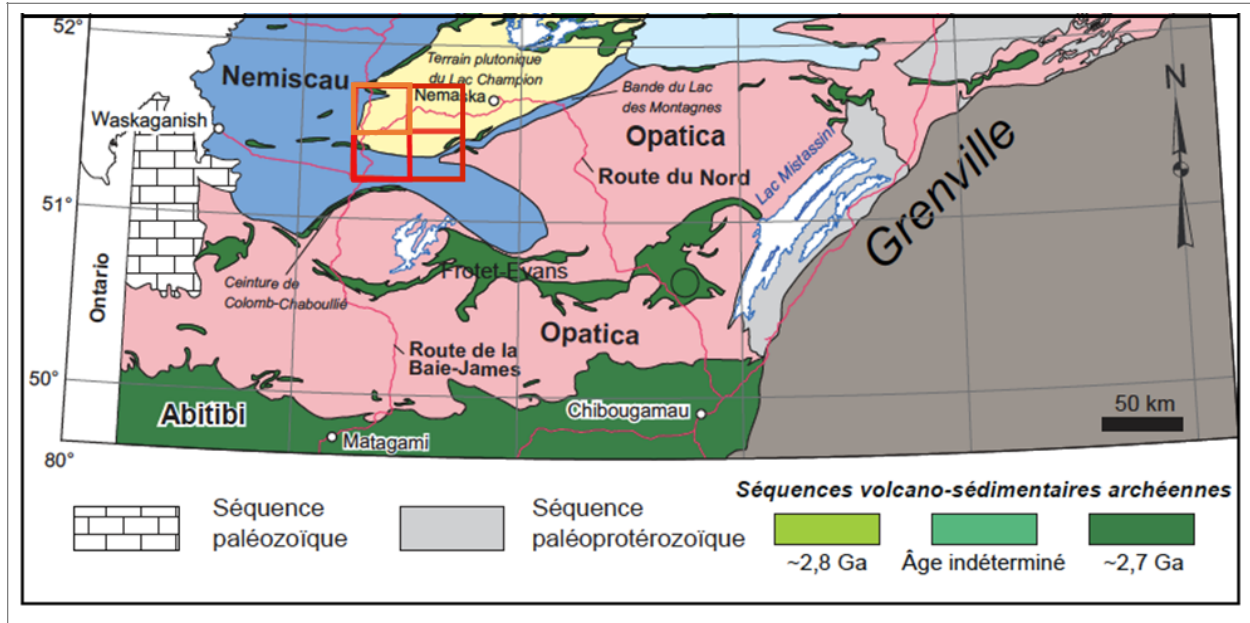 52°
Terrain plutonique
du Lac Champion
Nemiscau
Nemaska
Bande du Lac
des Montagnes
N
Waskaganish
Opatica
Route du Nord
Lac Mistassini
51°
Grenville
Ontario
Frotet-Evans
Ceinture de
Colomb-Chaboullié
Opatica
Route de la
Baie-James
50°
Abitibi
Chibougamau
50 km
Matagami
80°
Séquence
paléozoïque
Séquence
paléoprotérozoïque
Séquences volcano-sédimentaires archéennes
~2,8 Ga
Âge indéterminé
~2,7 Ga